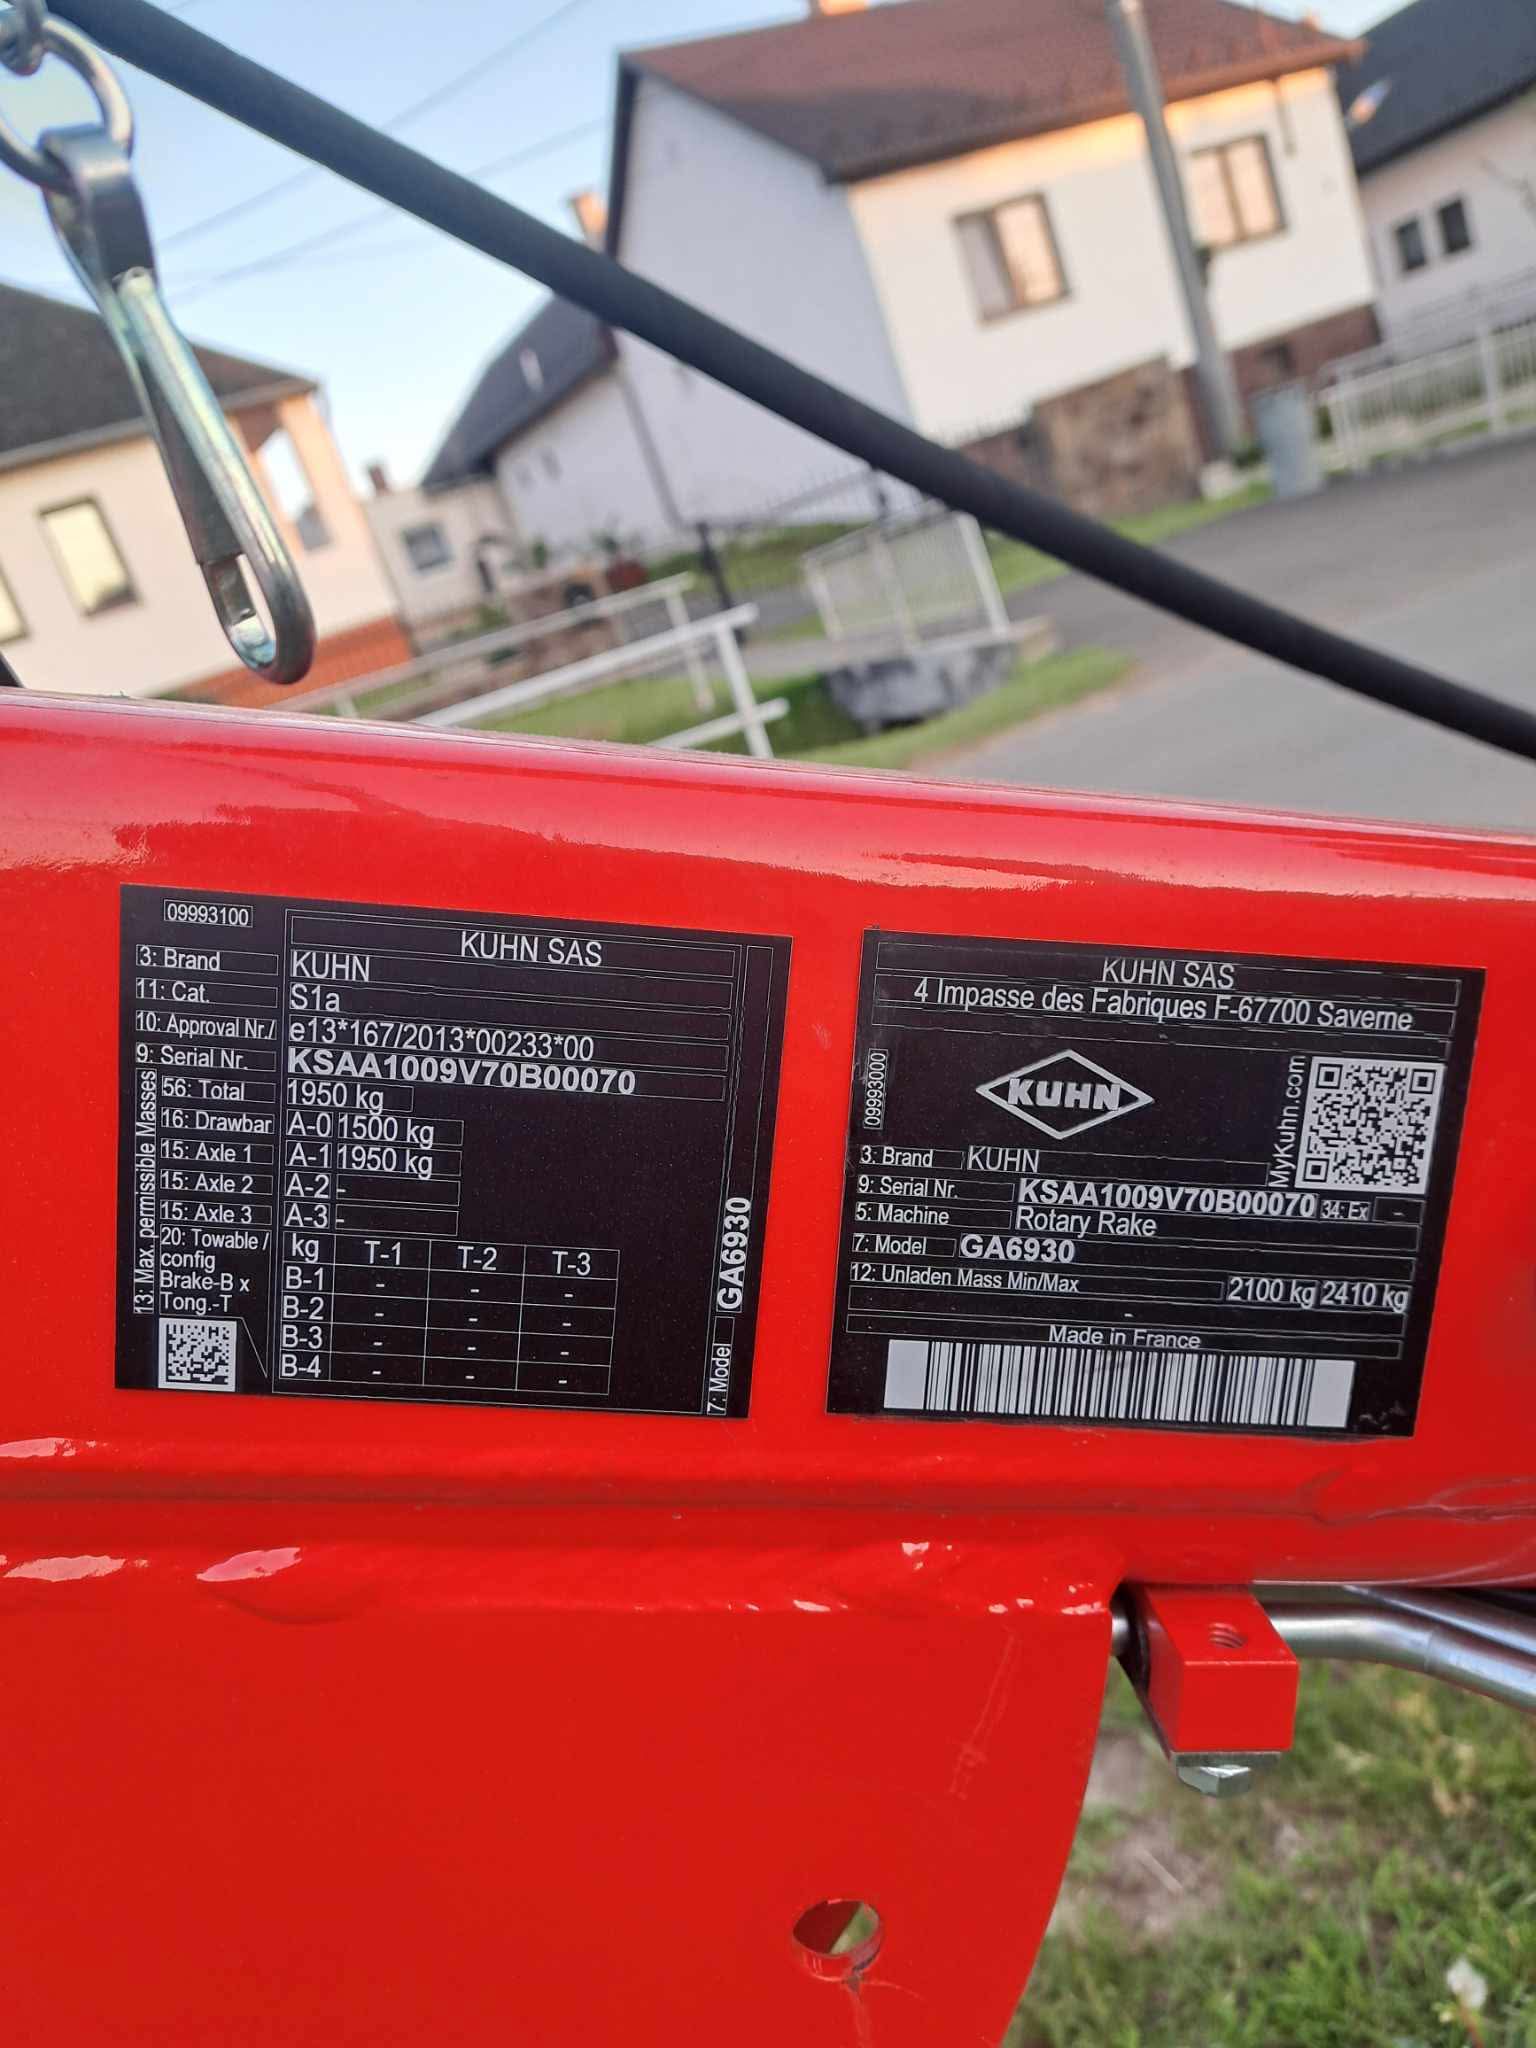 09993100
KUHN SAS
3: Brand KUHN
11: Cat. S1a
10: Approval Nr./ e13*167/2013*00233*00
9: Serial Nr. KSAA1009V70B00070
13: Max. permissible Masses
56: Total 1950 kg
16: Drawbar A-0 1500 kg
15: Axle 1 A-1 1950 kg
15: Axle 2 A-2 -
15: Axle 3 A-3 -
20: Towable /
config
Brake-B x
Tong.-T
kg T-1 T-2 T-3
B-1 - - -
B-2 - - -
B-3 - - -
B-4 - - -
7: Model GA6930
KUHN SAS
4 Impasse des Fabriques F-67700 Saverne
09993000
KUHN
MyKuhn.com
3: Brand KUHN
9: Serial Nr. KSAA1009V70B00070 34: Ex -
5: Machine Rotary Rake
7: Model GA6930
12: Unladen Mass Min/Max 2100 kg 2410 kg
-
Made in France